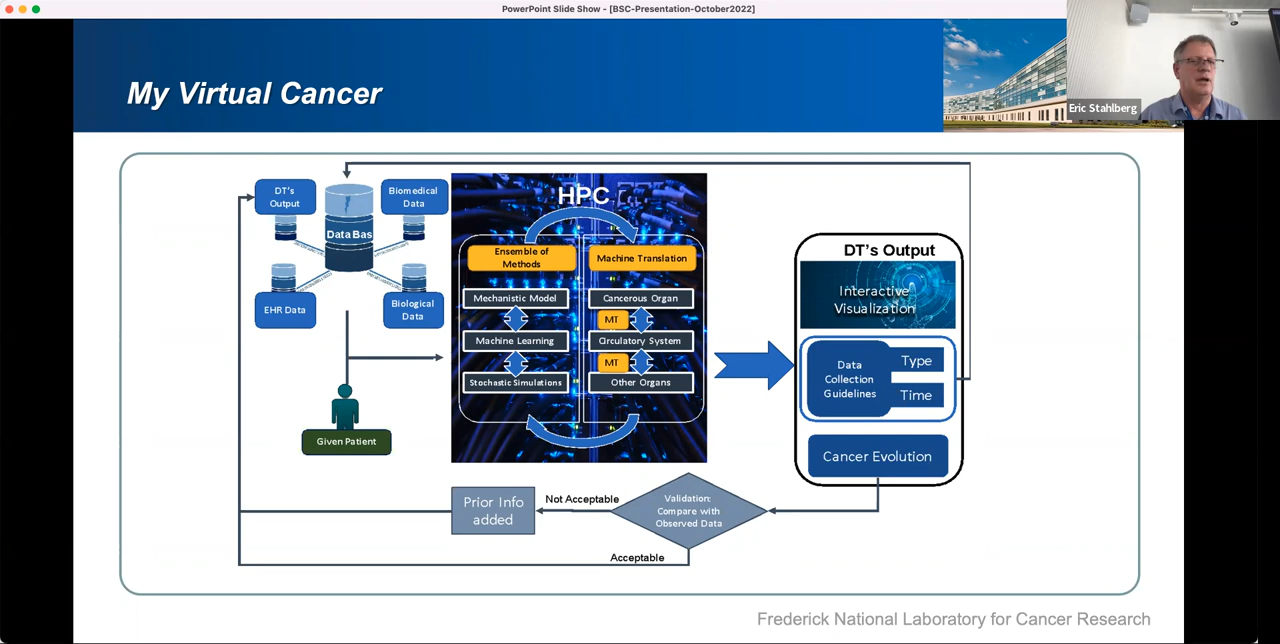 PowerPoint Slide Show - [BSC-Presentation-October2022]
My Virtual Cancer
Eric Stahlberg
DT's
Output
Biomedical
Data
Data Bas
EHR Data
Biological
Data
Given Patient
HPC
Ensemble of
Methods
Machine Translation
Mechanistic Model
Cancerous Organ
MT
Machine Learning
Circulatory System
MT
Stochastic Simulations
Other Organs
DT's Output
Interactive
Visualization
Data
Collection
Guidelines
Type
Time
Cancer Evolution
Prior Info
added
Not Acceptable
Validation:
Compare with
Observed Data
Acceptable
Frederick National Laboratory for Cancer Research